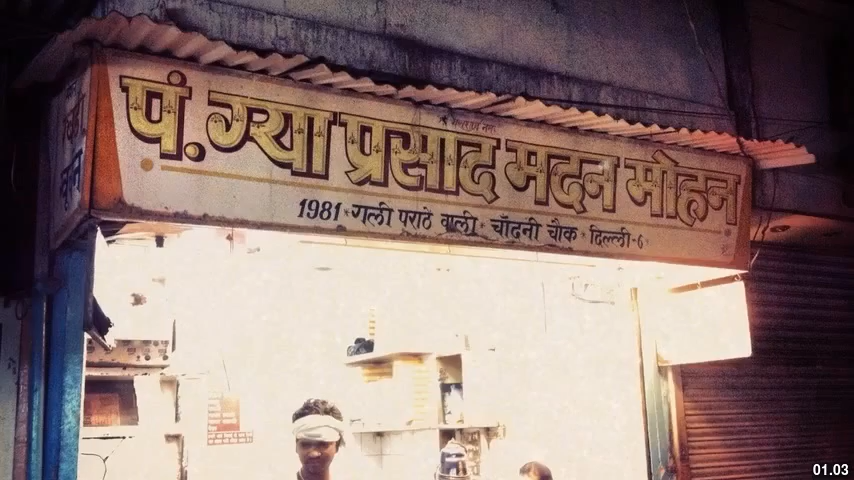 पं. ग्या प्रसाद मदन मोहन
1981 गली पराठे वाली चाँदनी चौक दिल्ली-6
01.03